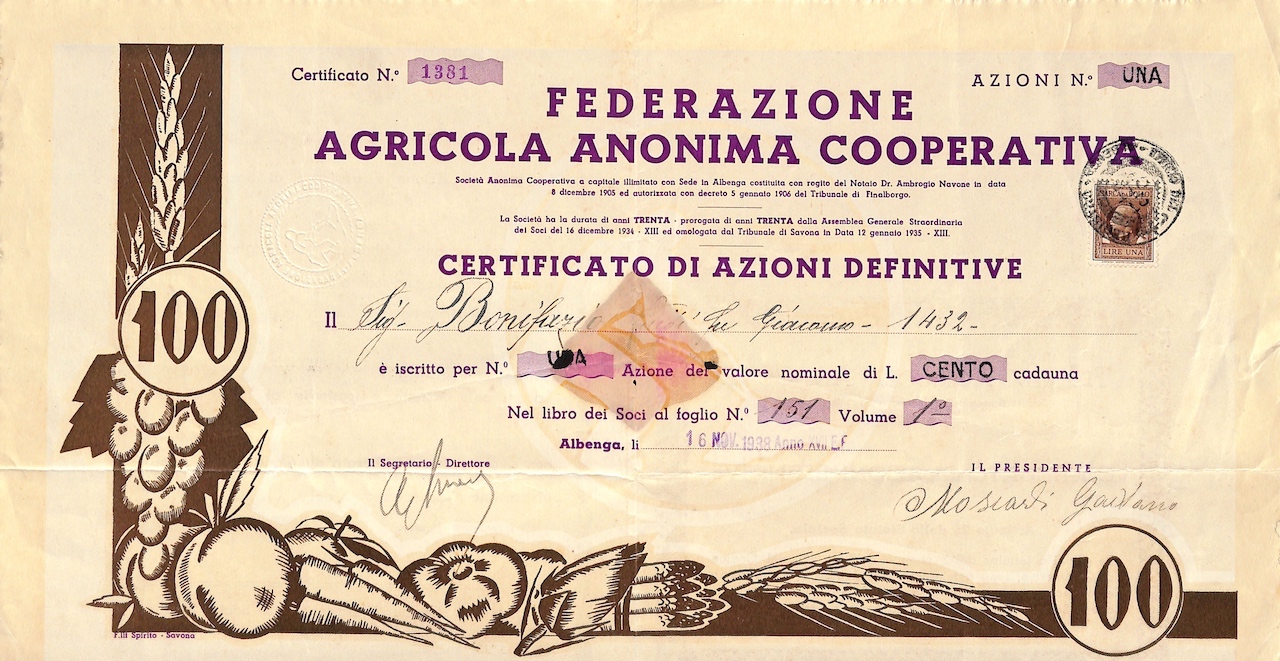 Certificato N.º 1381
AZIONI N.º UNA
FEDERAZIONE
AGRICOLA ANONIMA COOPERATIVA
Società Anonima Cooperativa a capitale illimitato con Sede in Albenga costituita con rogito del Notaio Dr. Ambrogio Navone in data
8 dicembre 1905 ed autorizzata con decreto 5 gennaio 1906 del Tribunale di Finalborgo.
La Società ha la durata di anni TRENTA - prorogata di anni TRENTA dalla Assemblea Generale Straordinaria
dei Soci del 16 dicembre 1934 - XIII ed omologata dal Tribunale di Savona in Data 12 gennaio 1935 - XIII.
MARCA DA BOLLO
LIRE UNA
CERTIFICATO DI AZIONI DEFINITIVE
100
Il Sig. Bonifazio fu Giacomo - 1432 -
è iscritto per N.º UNA Azione del valore nominale di L. CENTO cadauna
Nel libro dei Soci al foglio N.º 151 Volume 1º
Albenga, li 16 NOV. 1938 Anno XVII E.F.
Il Segretario - Direttore
IL PRESIDENTE
Gaetano
100
F.lli Spirito - Savona